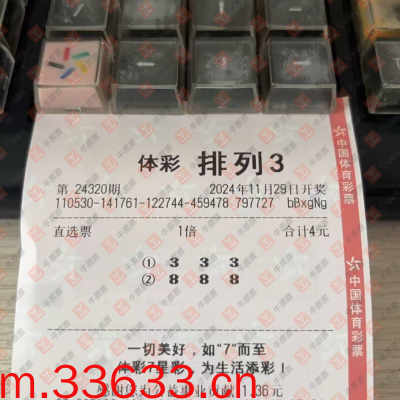 体彩 排列3
第 24320期 2024年11月29日开奖
110530-141761-122744-459478 797727 bBxgNg
直选票 1倍 合计4元
① 3 3 3
② 8 8 8
一切美好，如“7”而至
体彩7星彩，为生活添彩！
1.36元
中国体育彩票
中国体育彩票
m.33633.cn